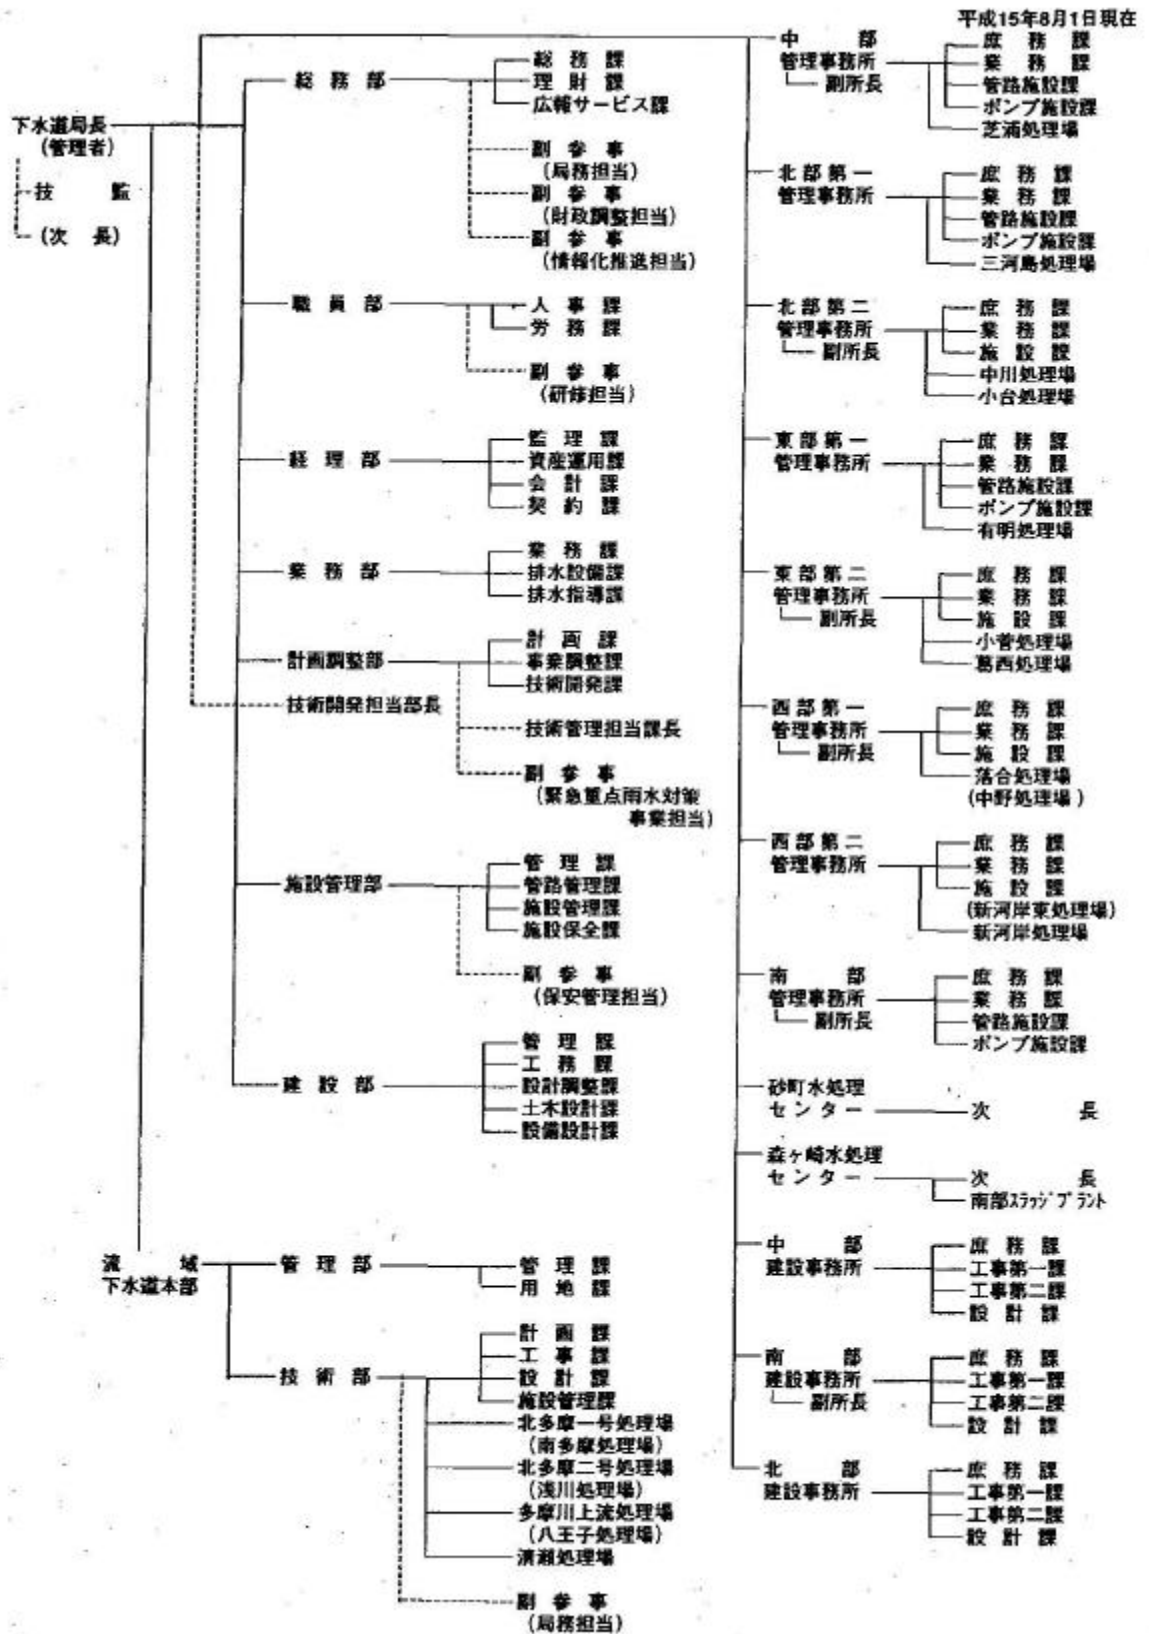 平成15年8月1日現在
下水道局長
(管理者)
技監
(次長)
総務部
総務課
理財課
広報サービス課
副参事
(局務担当)
副参事
(財政調整担当)
副参事
(情報化推進担当)
職員部
人事課
労務課
副参事
(研修担当)
経理部
監理課
資産運用課
会計課
契約課
業務部
業務課
排水設備課
排水指導課
計画調整部
計画課
事業調整課
技術開発課
技術開発担当部長
技術管理担当課長
副参事
(緊急重点雨水対策
事業担当)
施設管理部
管理課
管路管理課
施設管理課
施設保全課
副参事
(保安管理担当)
建設部
管理課
工務課
設計調整課
土木設計課
設備設計課
流域
下水道本部
管理部
管理課
用地課
技術部
計画課
工事課
設計課
施設管理課
北多摩一号処理場
(南多摩処理場)
北多摩二号処理場
(浅川処理場)
多摩川上流処理場
(八王子処理場)
清瀬処理場
副参事
(局務担当)
中部
管理事務所
副所長
庶務課
業務課
管路施設課
ポンプ施設課
芝浦処理場
北部第一
管理事務所
庶務課
業務課
管路施設課
ポンプ施設課
三河島処理場
北部第二
管理事務所
副所長
庶務課
業務課
施設課
中川処理場
小台処理場
東部第一
管理事務所
庶務課
業務課
管路施設課
ポンプ施設課
有明処理場
東部第二
管理事務所
副所長
庶務課
業務課
施設課
小菅処理場
葛西処理場
西部第一
管理事務所
副所長
庶務課
業務課
施設課
落合処理場
(中野処理場)
西部第二
管理事務所
庶務課
業務課
施設課
(新河岸東処理場)
新河岸処理場
南部
管理事務所
副所長
庶務課
業務課
管路施設課
ポンプ施設課
砂町水処理
センター
次長
森ヶ崎水処理
センター
次長
南部スラッジプラント
中部
建設事務所
庶務課
工事第一課
工事第二課
設計課
南部
建設事務所
副所長
庶務課
工事第一課
工事第二課
設計課
北部
建設事務所
庶務課
工事第一課
工事第二課
設計課